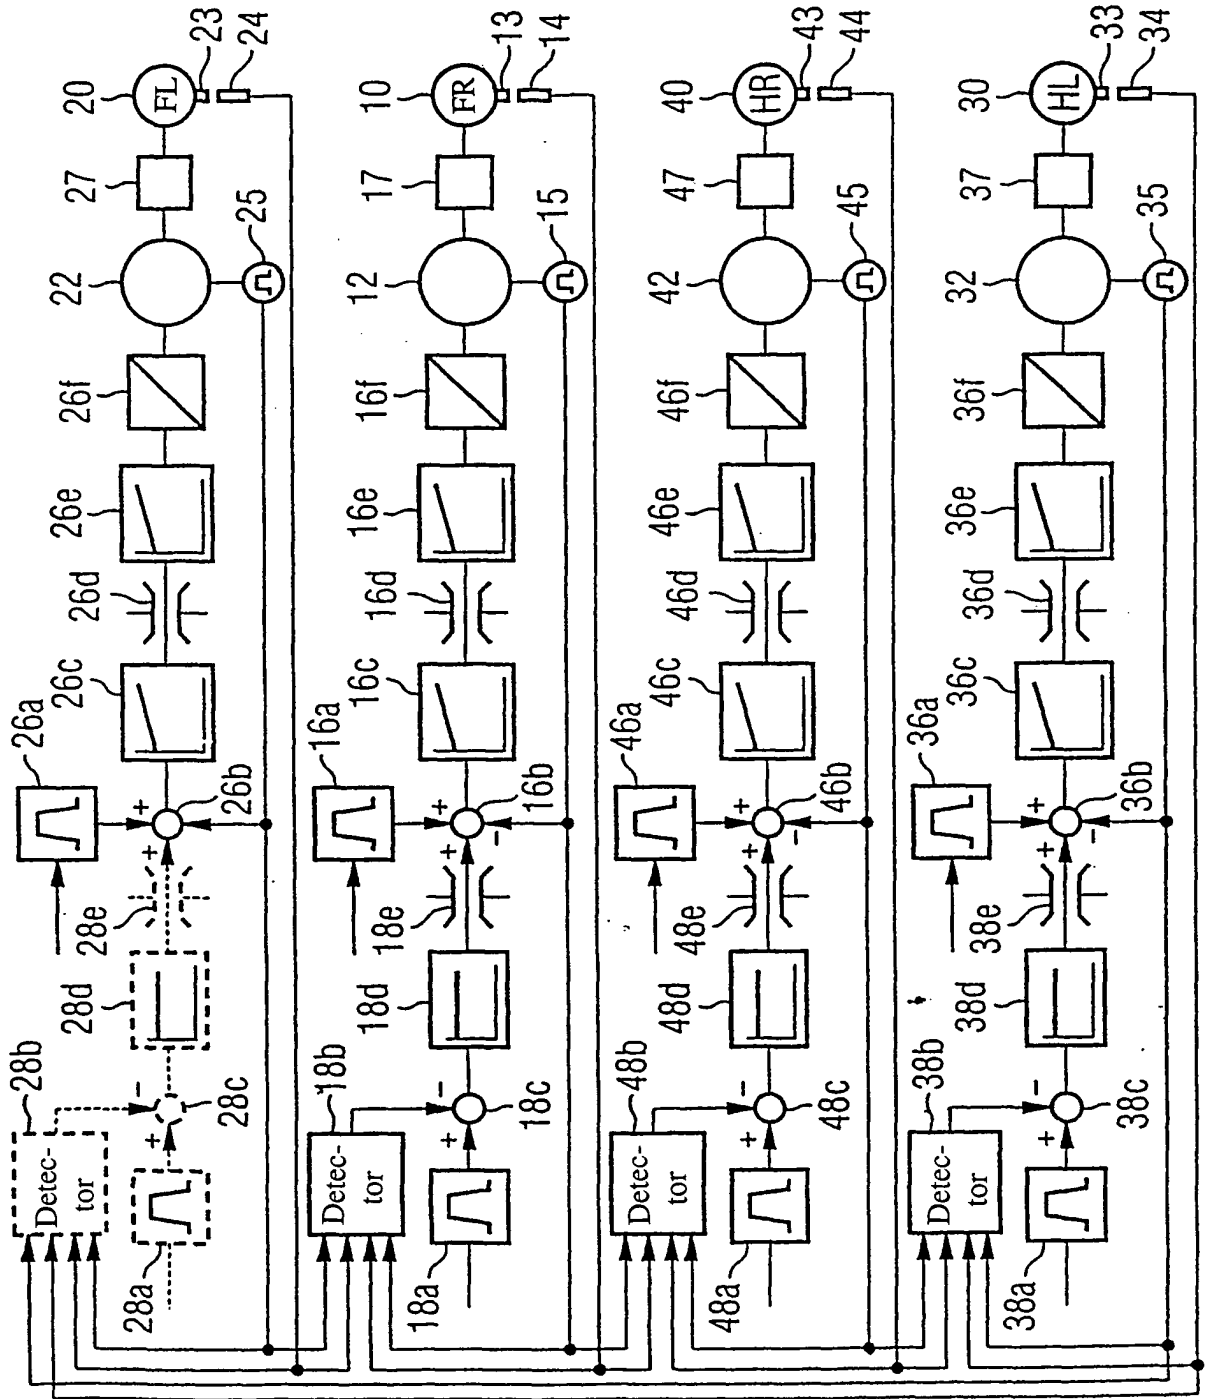 20
FL
23
24
27
25
22
26f
26e
26d
26c
26a
+
26b
+
28e
28d
28b
Detec-
tor
-
28c
+
28a
10
FR
13
14
17
15
12
16f
16e
16d
16c
16a
+
16b
-
+
18e
18d
18b
Detec-
tor
-
18c
+
18a
40
HR
43
44
47
45
42
46f
46e
46d
46c
46a
+
46b
-
+
48e
48d
48b
Detec-
tor
-
48c
+
48a
30
HL
33
34
37
35
32
36f
36e
36d
36c
36a
+
36b
-
+
38e
38d
38b
Detec-
tor
-
38c
+
38a